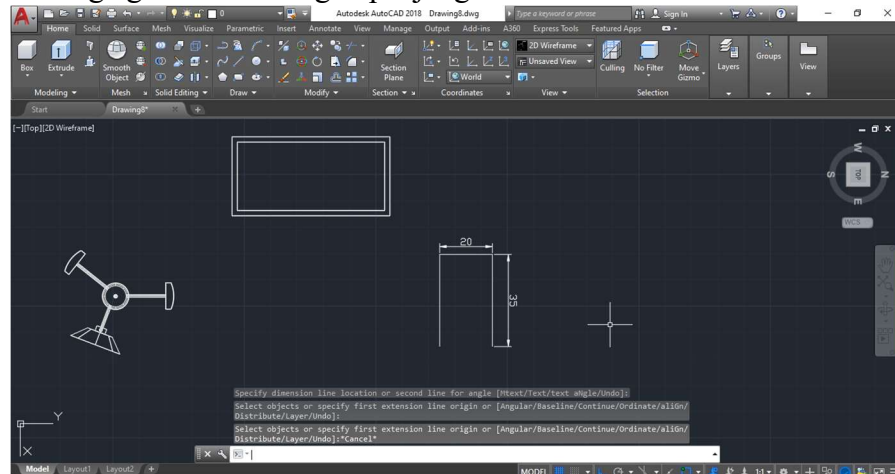 Autodesk AutoCAD 2018 Drawing8.dwg
Type a keyword or phrase
Sign In
Home Solid Surface Mesh Visualize Parametric Insert Annotate View Manage Output Add-ins A360 Express Tools Featured Apps
2D Wireframe
Unsaved View
World
Box Extrude Smooth Object Section Plane Culling No Filter Move Gizmo Layers Groups View
Modeling Mesh Solid Editing Draw Modify Section Coordinates View Selection
Start Drawing8*
[-][Top][2D Wireframe]
W
S TOP N
E
WCS
20
35
Specify dimension line location or second line for angle [Mtext/Text/text aNgle/Undo]:
Select objects or specify first extension line origin or [Angular/Baseline/Continue/Ordinate/aliGn/
Distribute/Layer/Undo]:
Select objects or specify first extension line origin or [Angular/Baseline/Continue/Ordinate/aliGn/
Distribute/Layer/Undo]:*Cancel*
Y
X
Model Layout1 Layout2 +
MODEL 1:1